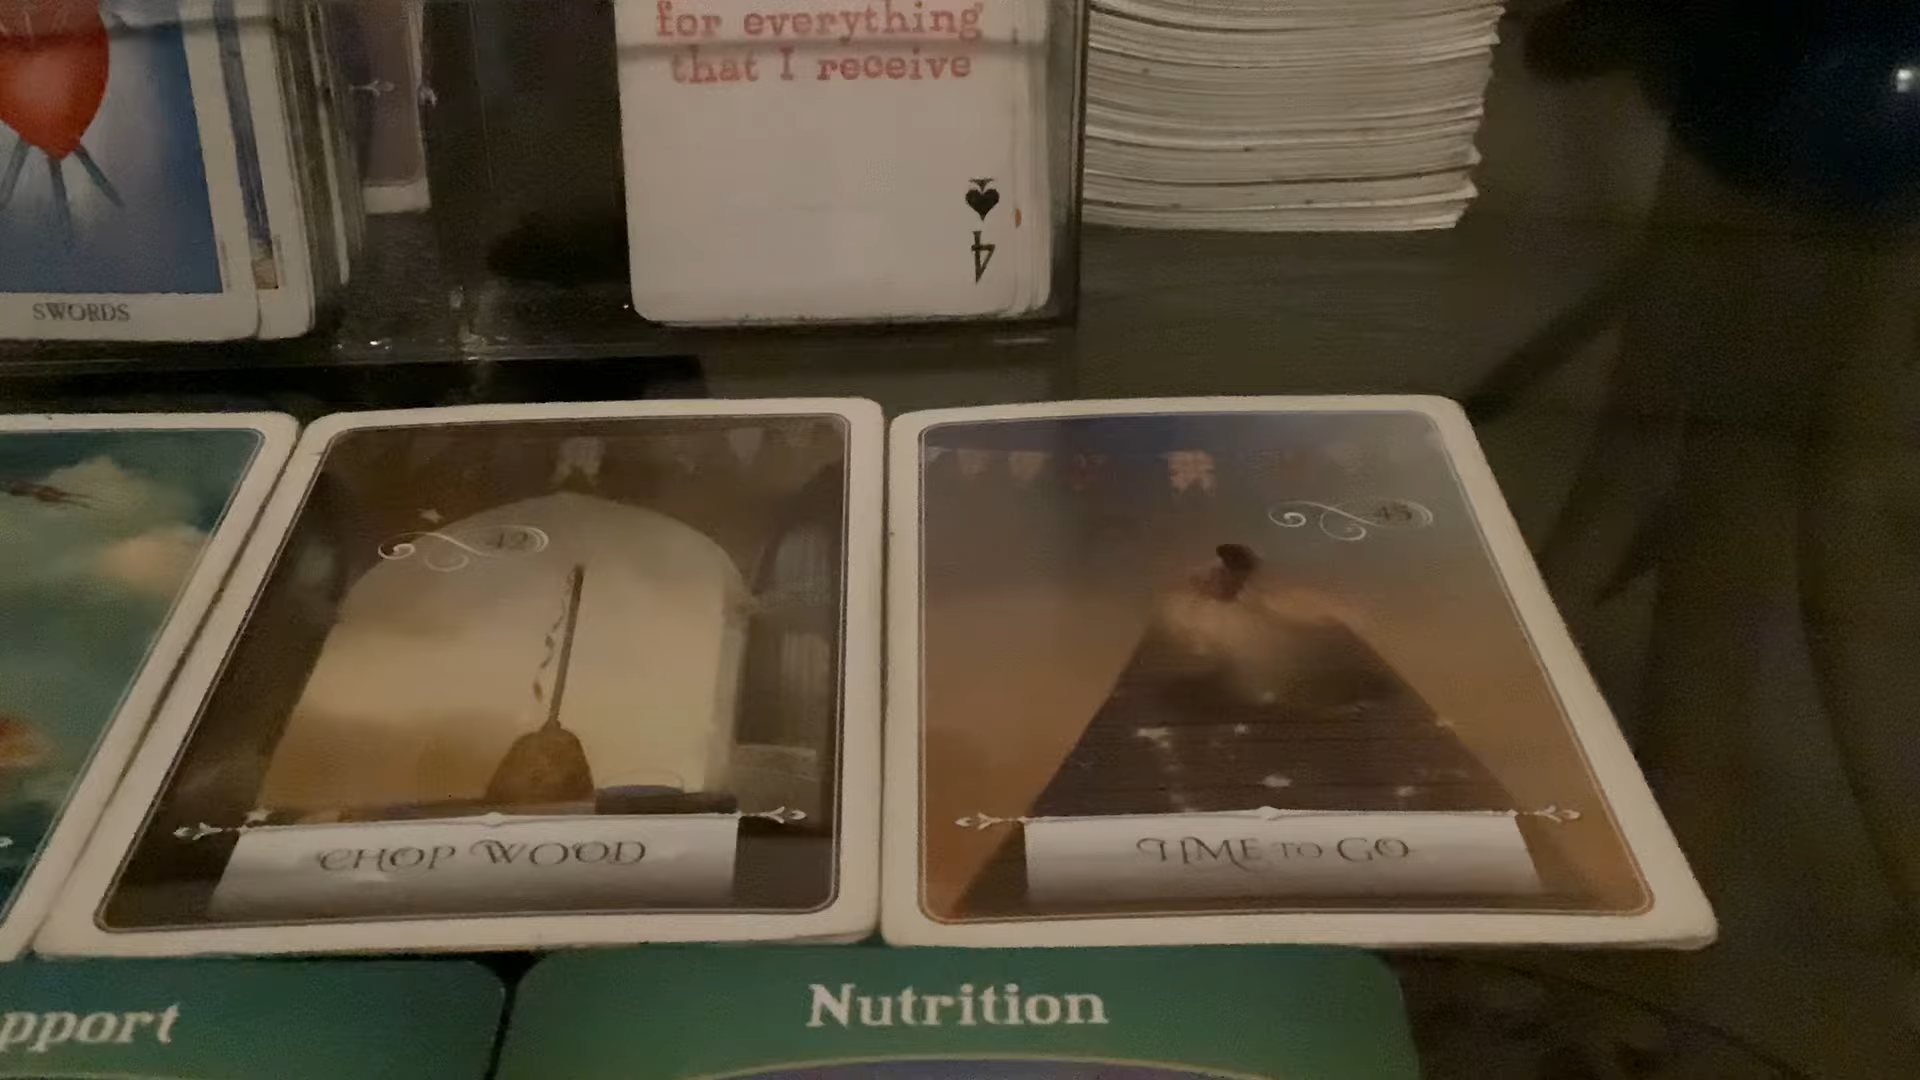 for everything
that I receive
4
SWORDS
42
45
CHOP WOOD
TIME TO GO
pport
Nutrition